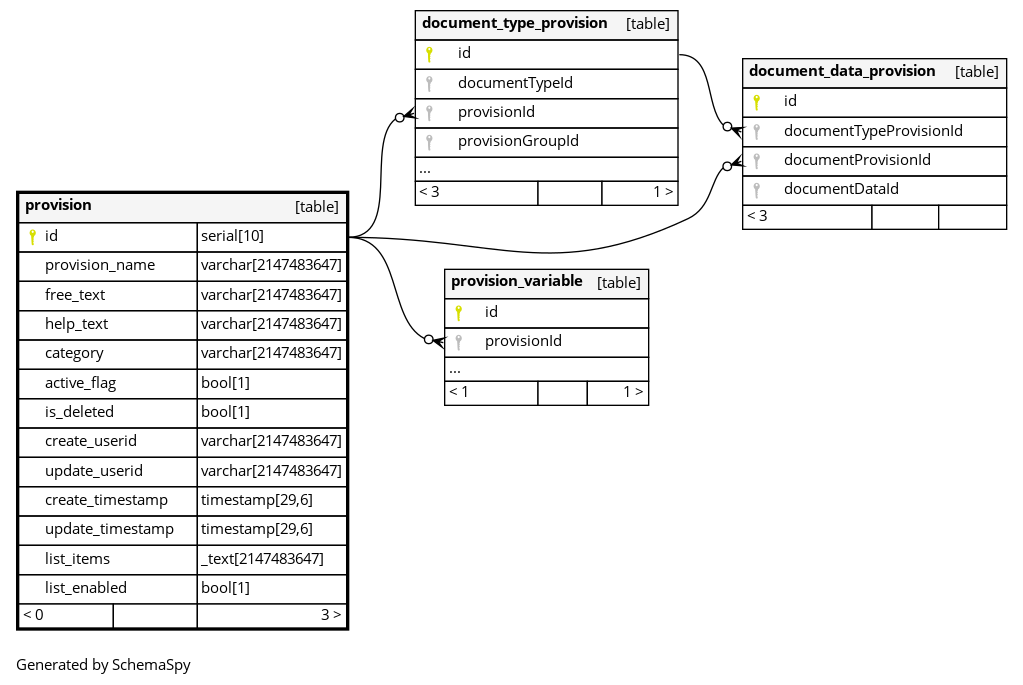 document_type_provision [table]
id
documentTypeId
provisionId
provisionGroupId
...
< 3 1 >
document_data_provision [table]
id
documentTypeProvisionId
documentProvisionId
documentDataId
< 3
provision [table]
id serial[10]
provision_name varchar[2147483647]
free_text varchar[2147483647]
help_text varchar[2147483647]
category varchar[2147483647]
active_flag bool[1]
is_deleted bool[1]
create_userid varchar[2147483647]
update_userid varchar[2147483647]
create_timestamp timestamp[29,6]
update_timestamp timestamp[29,6]
list_items _text[2147483647]
list_enabled bool[1]
< 0 3 >
provision_variable [table]
id
provisionId
...
< 1 1 >
Generated by SchemaSpy